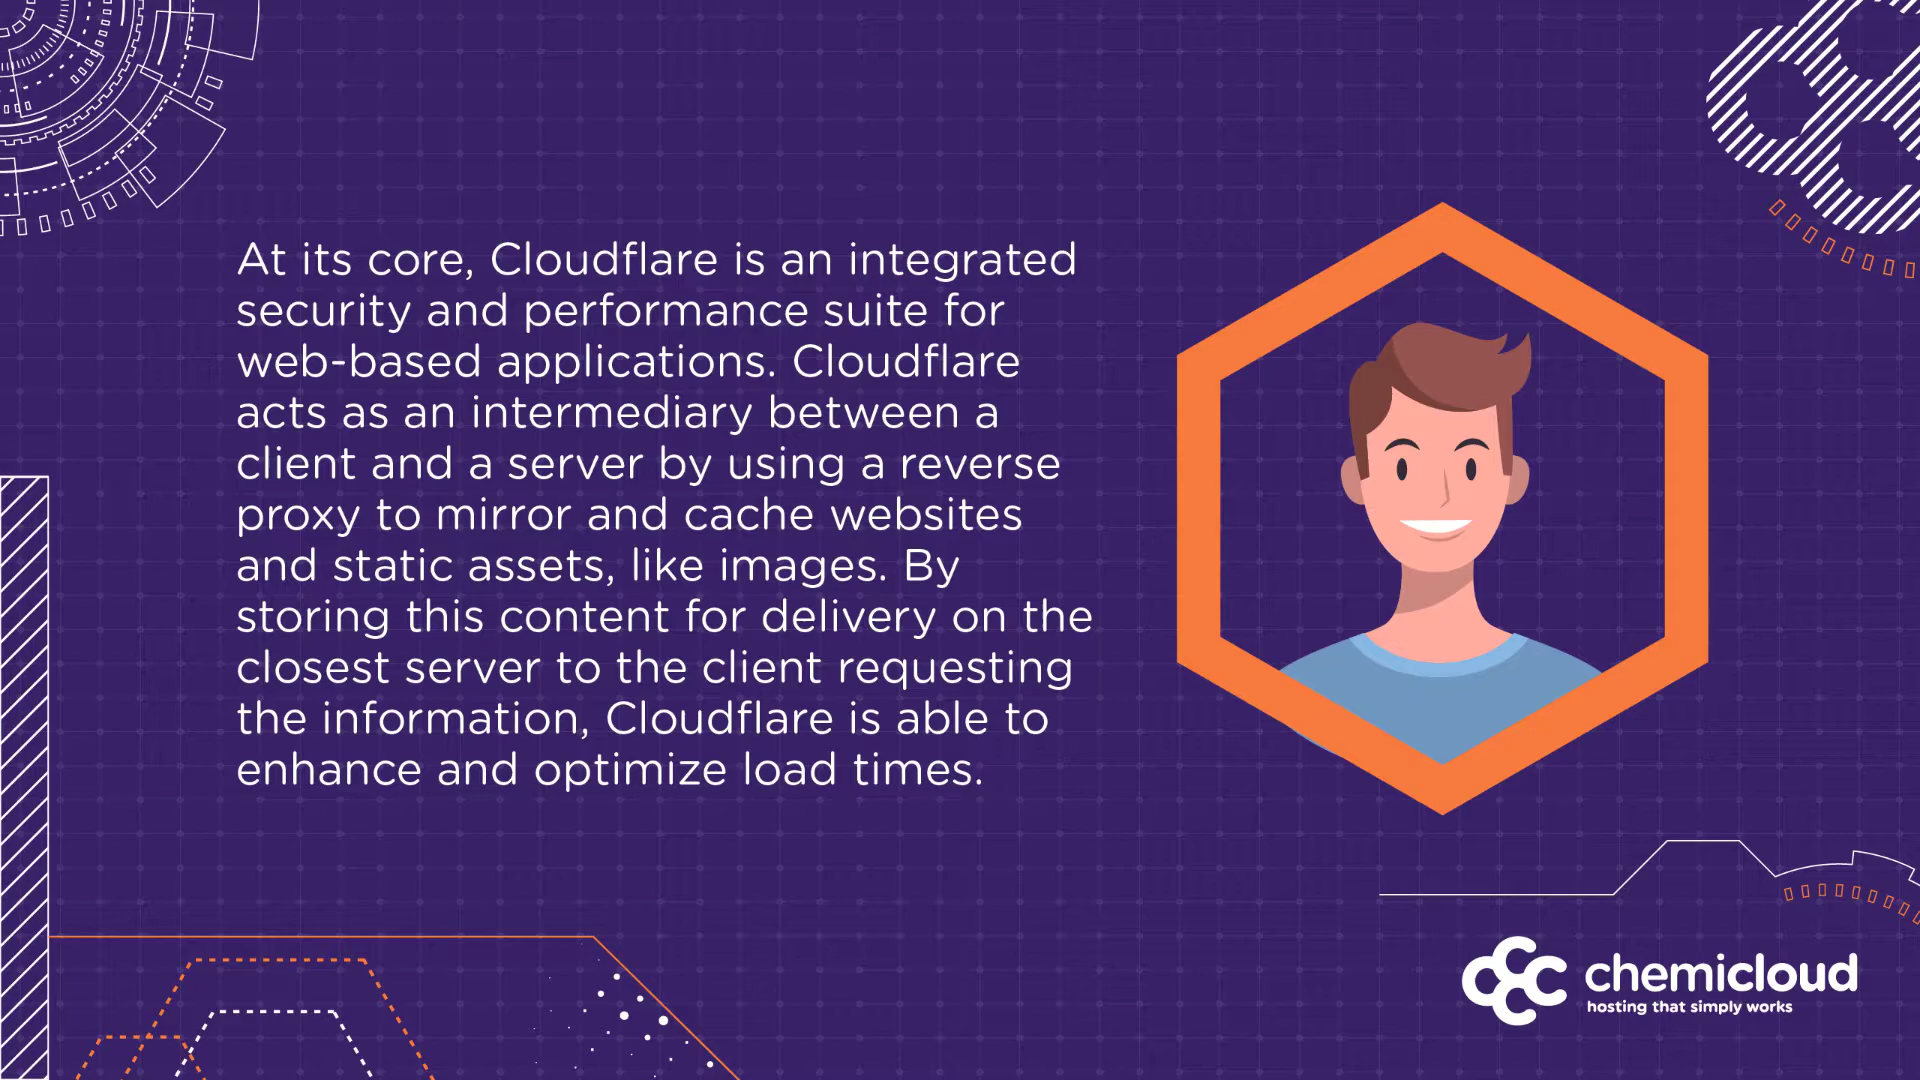 At its core, Cloudflare is an integrated
security and performance suite for
web-based applications. Cloudflare
acts as an intermediary between a
client and a server by using a reverse
proxy to mirror and cache websites
and static assets, like images. By
storing this content for delivery on the
closest server to the client requesting
the information, Cloudflare is able to
enhance and optimize load times.
chemicloud
hosting that simply works